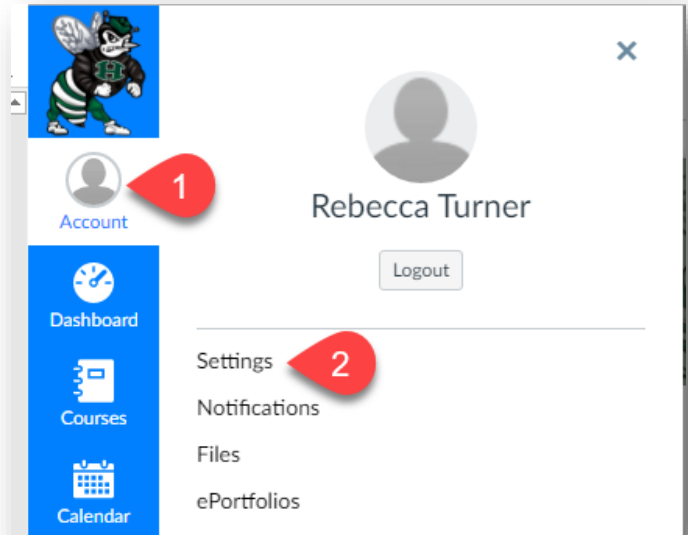 H
1
Account
Rebecca Turner
Logout
Dashboard
Settings
2
Notifications
Courses
Files
ePortfolios
Calendar